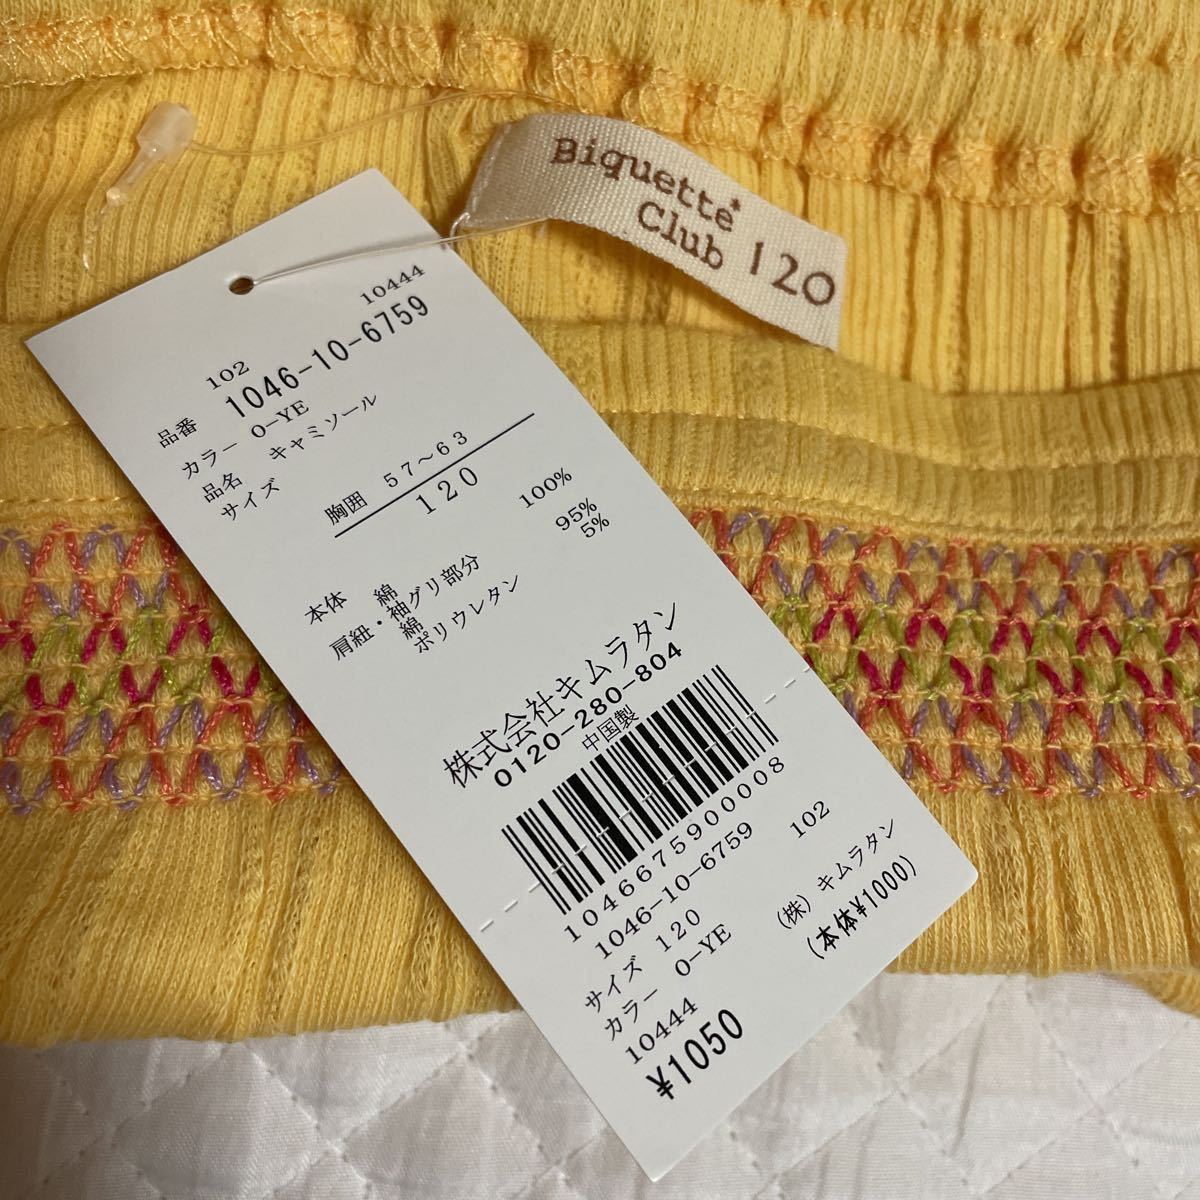 Biquette*
Club 120
10444
102
品番 1046-10-6759
カラー 0-YE
品名 キャミソール
サイズ
胸囲 57～63
120
本体 綿 100%
肩紐・袖グリ部分
綿 95%
ポリウレタン 5%
株式会社キムラタン
0120-280-804
中国製
1046675900008
1046-10-6759 102
サイズ 120 (株)キムラタン
カラー 0-YE (本体¥1000)
10444
¥1050